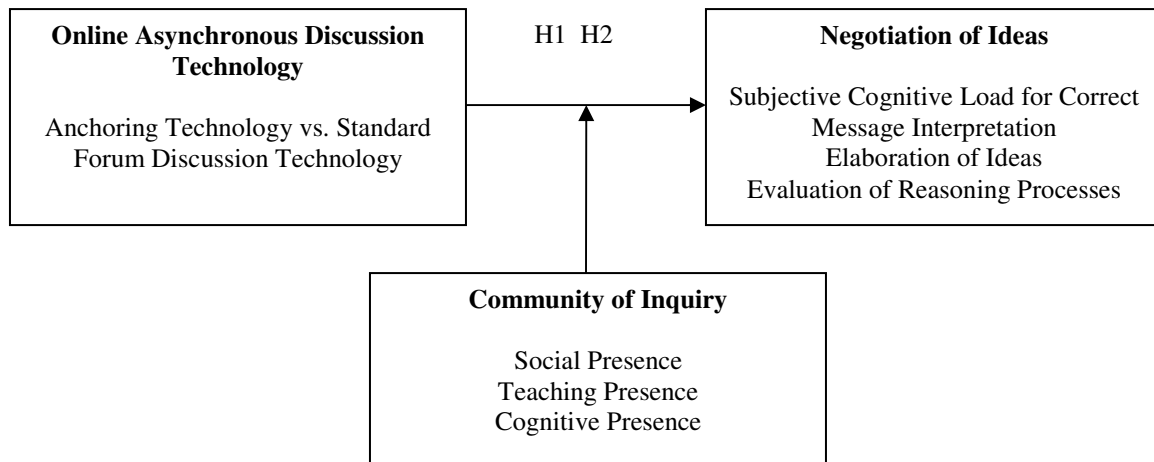 Online Asynchronous Discussion
Technology
Anchoring Technology vs. Standard
Forum Discussion Technology
H1 H2
Negotiation of Ideas
Subjective Cognitive Load for Correct
Message Interpretation
Elaboration of Ideas
Evaluation of Reasoning Processes
Community of Inquiry
Social Presence
Teaching Presence
Cognitive Presence